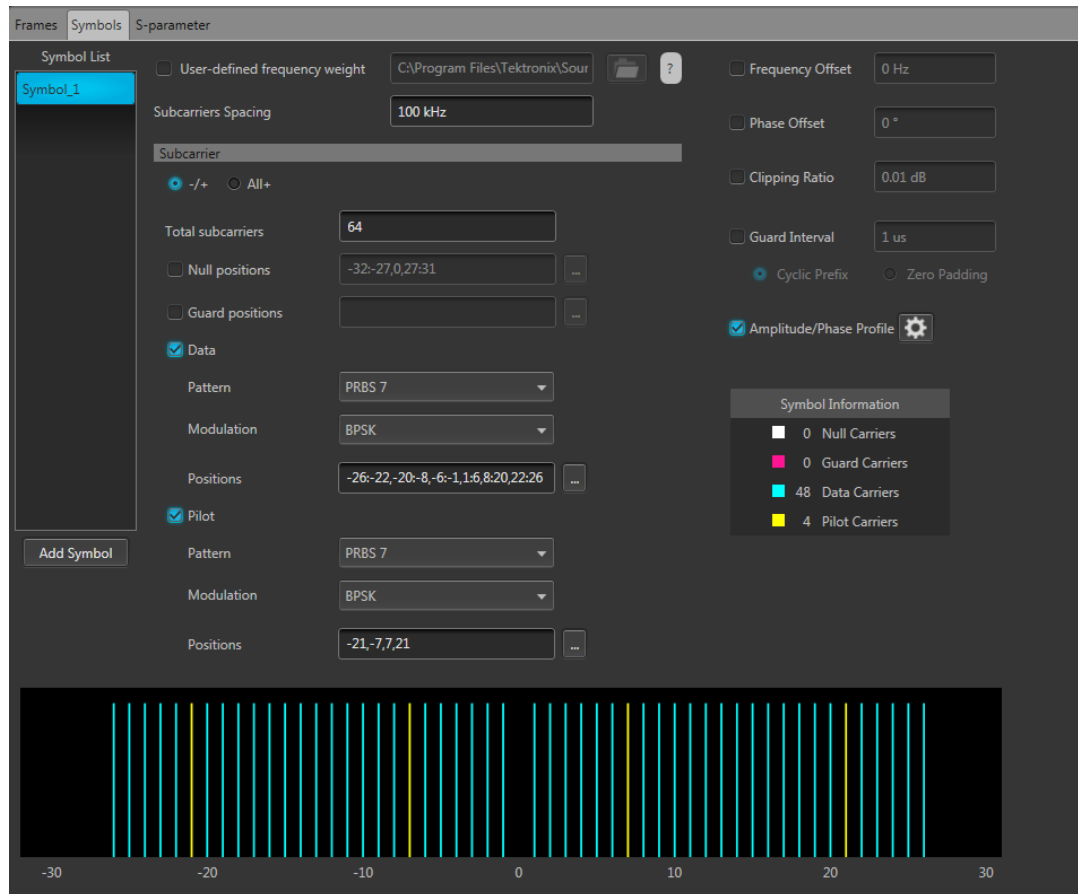 Frames Symbols S-parameter
Symbol List
Symbol_1
Add Symbol
User-defined frequency weight C:\Program Files\Tektronix\Sour ?
Subcarriers Spacing 100 kHz
Subcarrier
-/+ All+
Total subcarriers 64
Null positions -32:-27,0,27:31 ...
Guard positions ...
Data
Pattern PRBS 7
Modulation BPSK
Positions -26:-22,-20:-8,-6:-1,1:6,8:20,22:26 ...
Pilot
Pattern PRBS 7
Modulation BPSK
Positions -21,-7,7,21 ...
Frequency Offset 0 Hz
Phase Offset 0 °
Clipping Ratio 0.01 dB
Guard Interval 1 us
Cyclic Prefix Zero Padding
Amplitude/Phase Profile
Symbol Information
0 Null Carriers
0 Guard Carriers
48 Data Carriers
4 Pilot Carriers
-30 -20 -10 0 10 20 30